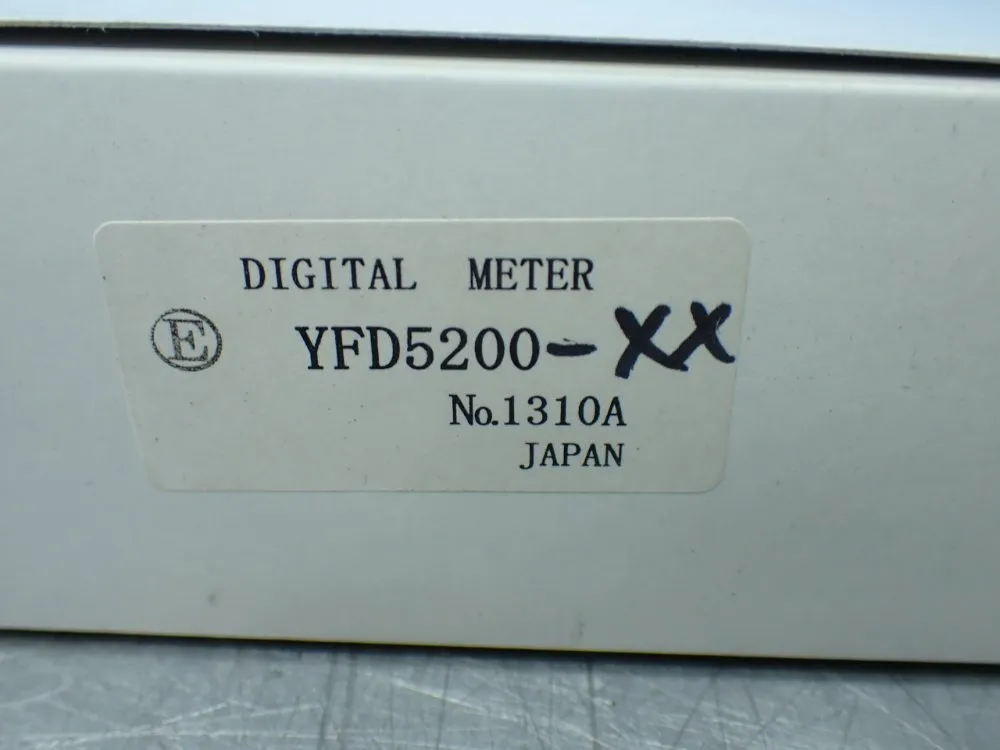 DIGITAL METER
Ⓔ YFD5200-XX
No.1310A
JAPAN